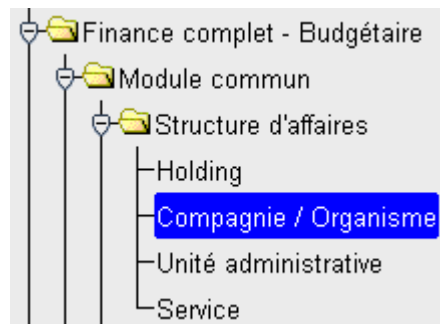 Finance complet - Budgétaire
Module commun
Structure d'affaires
Holding
Compagnie / Organisme
Unité administrative
Service